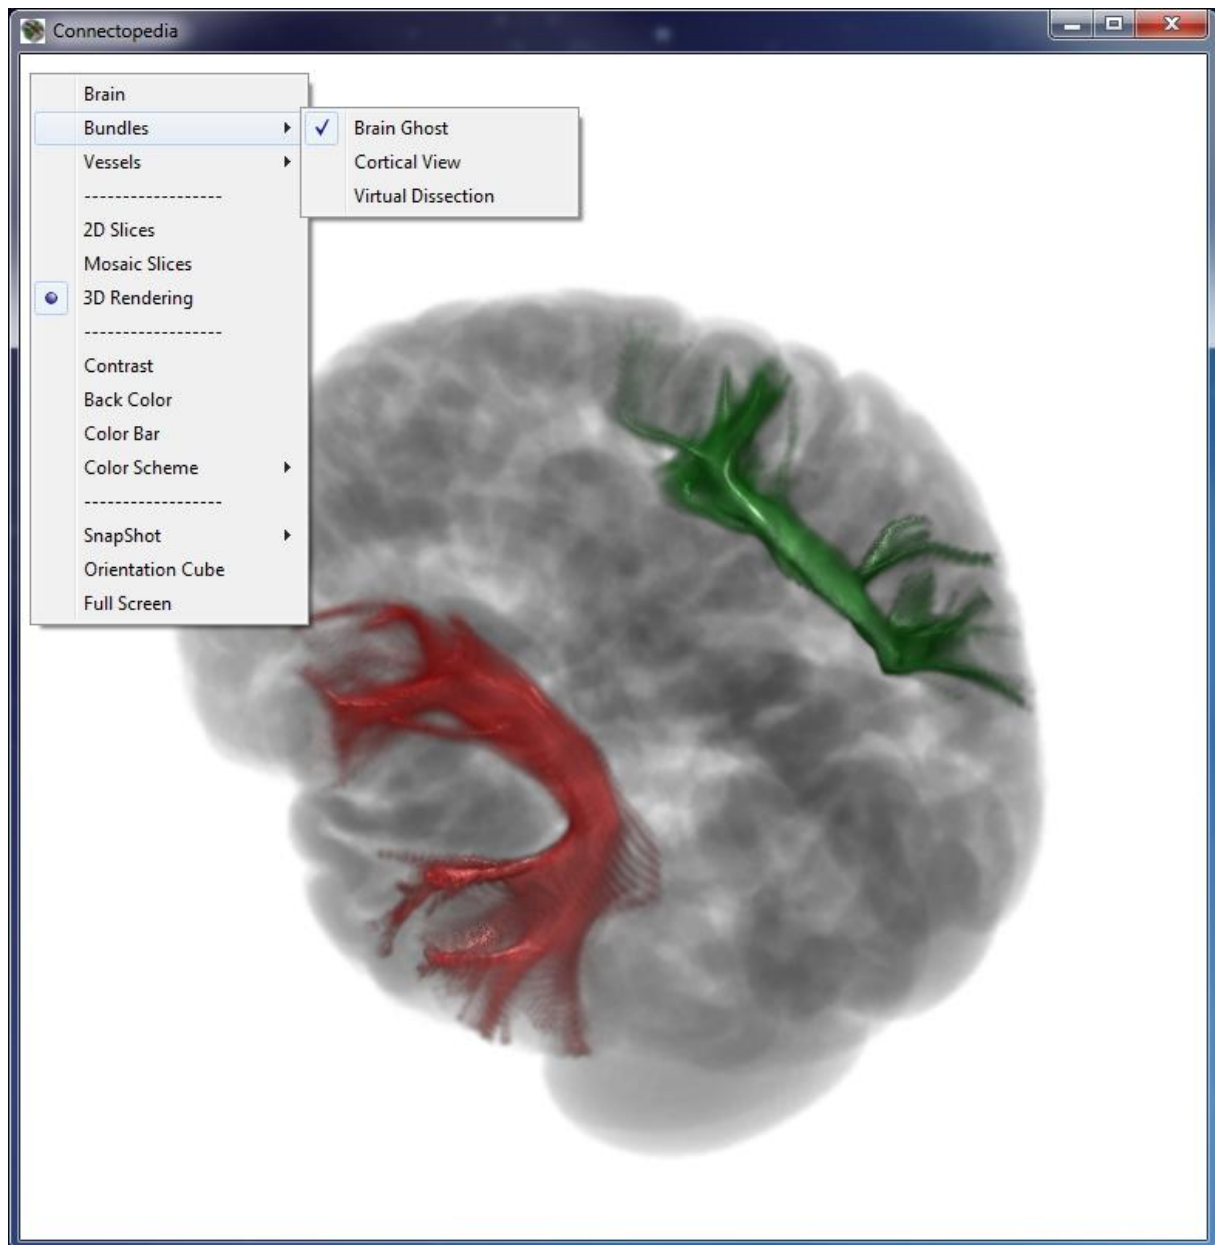 Connectopedia
Brain
Bundles
Brain Ghost
Vessels
Cortical View
-----------------
Virtual Dissection
2D Slices
Mosaic Slices
3D Rendering
-----------------
Contrast
Back Color
Color Bar
Color Scheme
-----------------
SnapShot
Orientation Cube
Full Screen